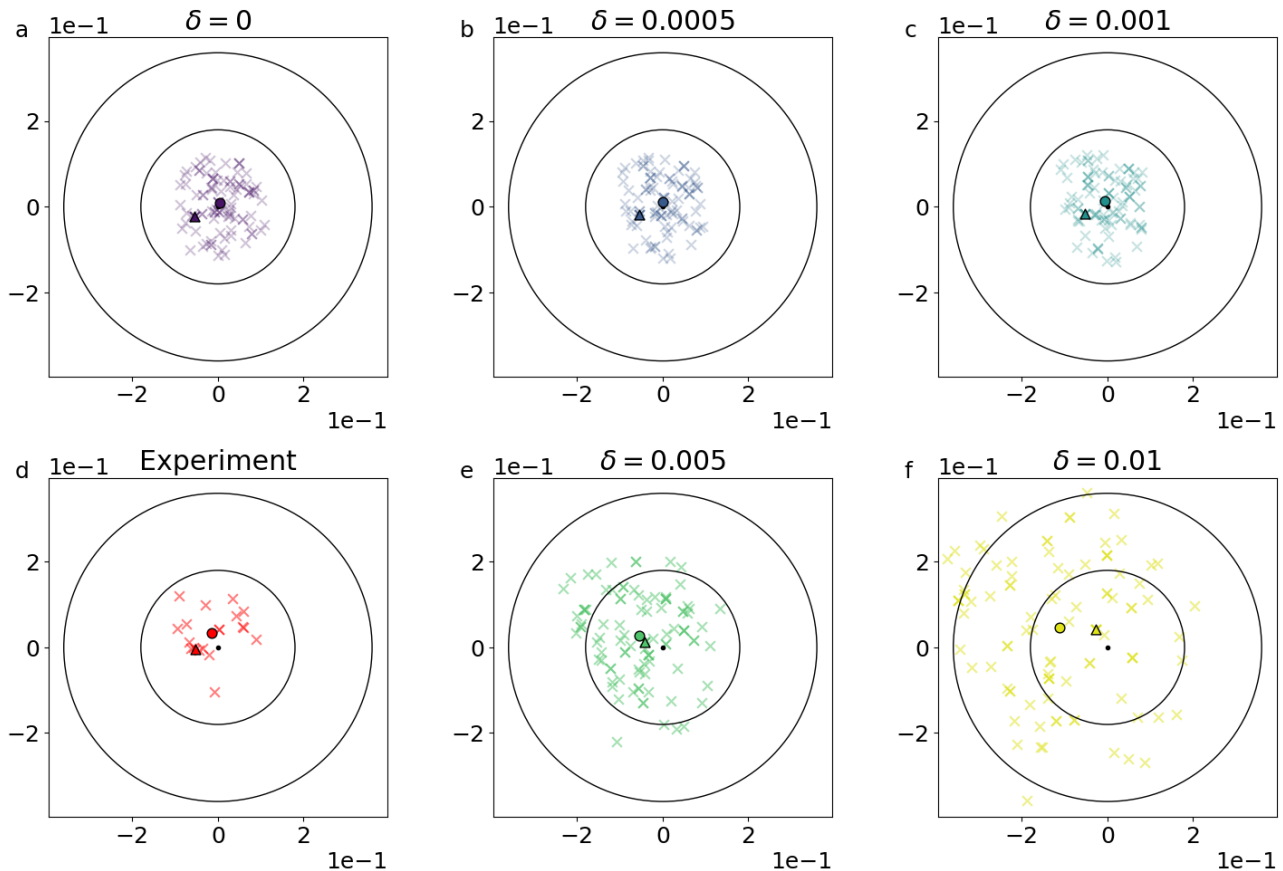 a
1e−1
δ = 0
2
0
−2
−2
0
2
1e−1
b
1e−1
δ = 0.0005
2
0
−2
−2
0
2
1e−1
c
1e−1
δ = 0.001
2
0
−2
−2
0
2
1e−1
d
1e−1
Experiment
2
0
−2
−2
0
2
1e−1
e
1e−1
δ = 0.005
2
0
−2
−2
0
2
1e−1
f
1e−1
δ = 0.01
2
0
−2
−2
0
2
1e−1